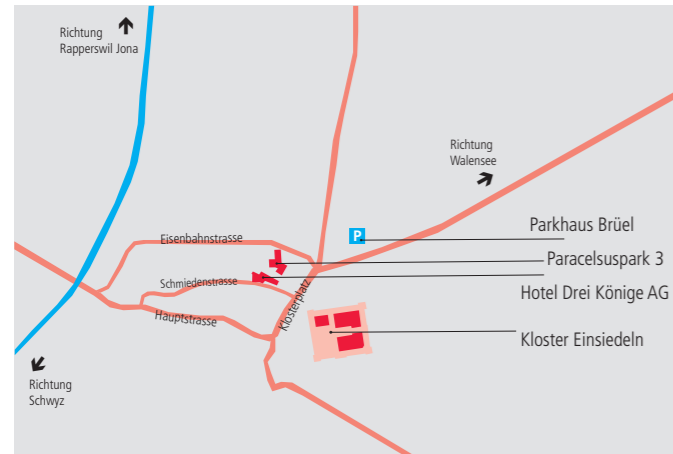 Richtung
Rapperswil Jona
Richtung
Walensee
P
Parkhaus Brüel
Eisenbahnstrasse
Paracelsuspark 3
Schmiedenstrasse
Hotel Drei Könige AG
Klosterplatz
Hauptstrasse
Kloster Einsiedeln
Richtung
Schwyz